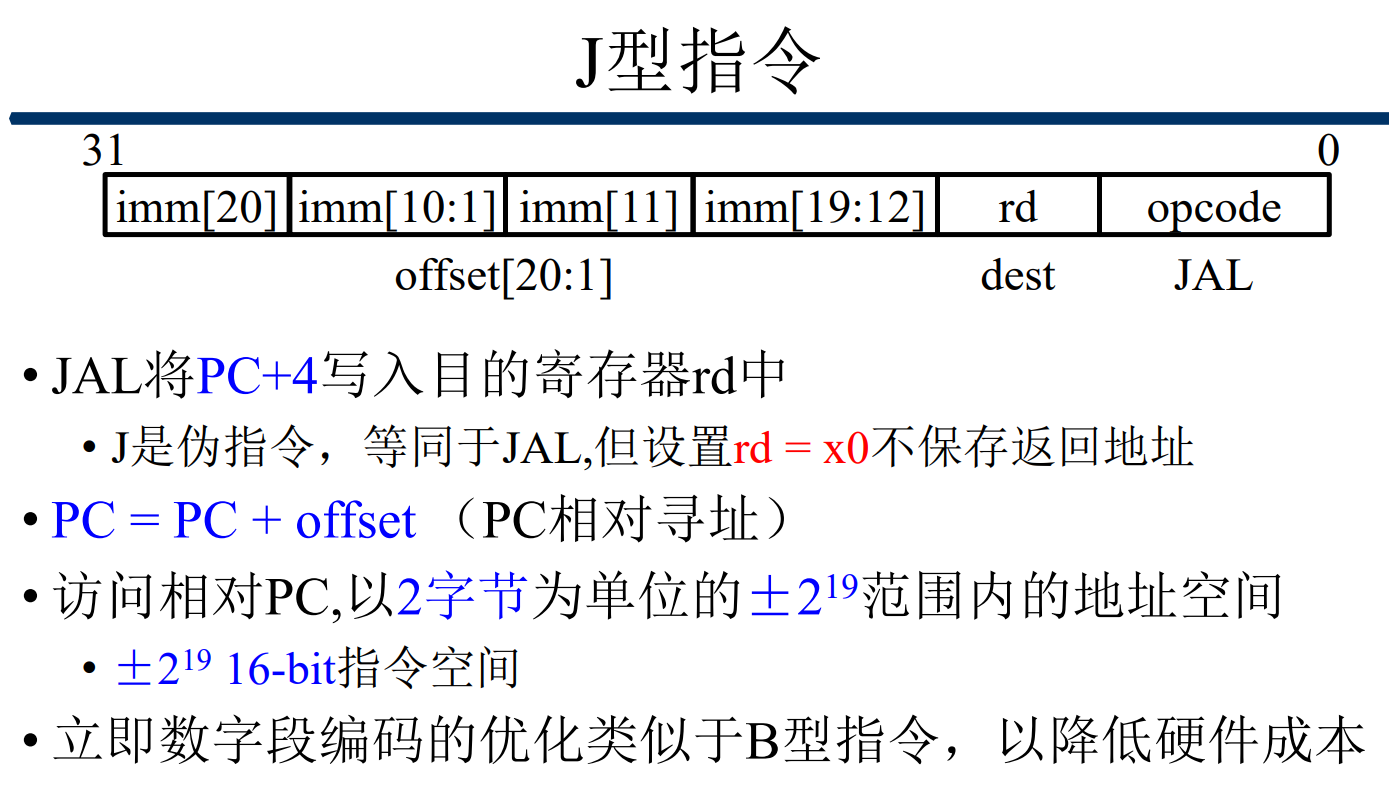 J型指令
31 0
imm[20] imm[10:1] imm[11] imm[19:12] rd opcode
offset[20:1] dest JAL
• JAL将PC+4写入目的寄存器rd中
• J是伪指令，等同于JAL,但设置rd = x0不保存返回地址
• PC = PC + offset （PC相对寻址）
• 访问相对PC,以2字节为单位的±2¹⁹范围内的地址空间
• ±2¹⁹ 16-bit指令空间
• 立即数字段编码的优化类似于B型指令，以降低硬件成本